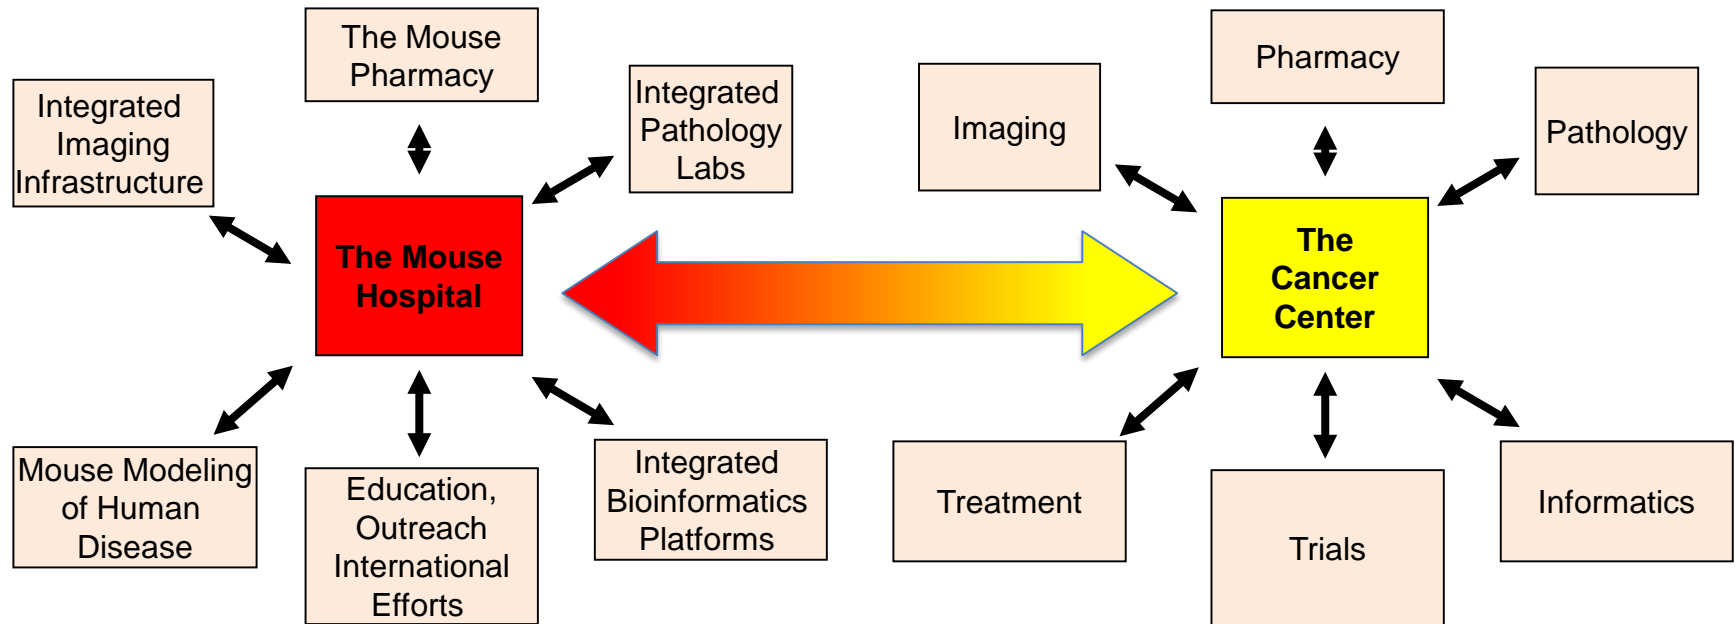 The Mouse
Pharmacy
Integrated
Imaging
Infrastructure
Integrated
Pathology
Labs
The Mouse
Hospital
Mouse Modeling
of Human
Disease
Education,
Outreach
International
Efforts
Integrated
Bioinformatics
Platforms
Pharmacy
Imaging
Pathology
The
Cancer
Center
Treatment
Trials
Informatics